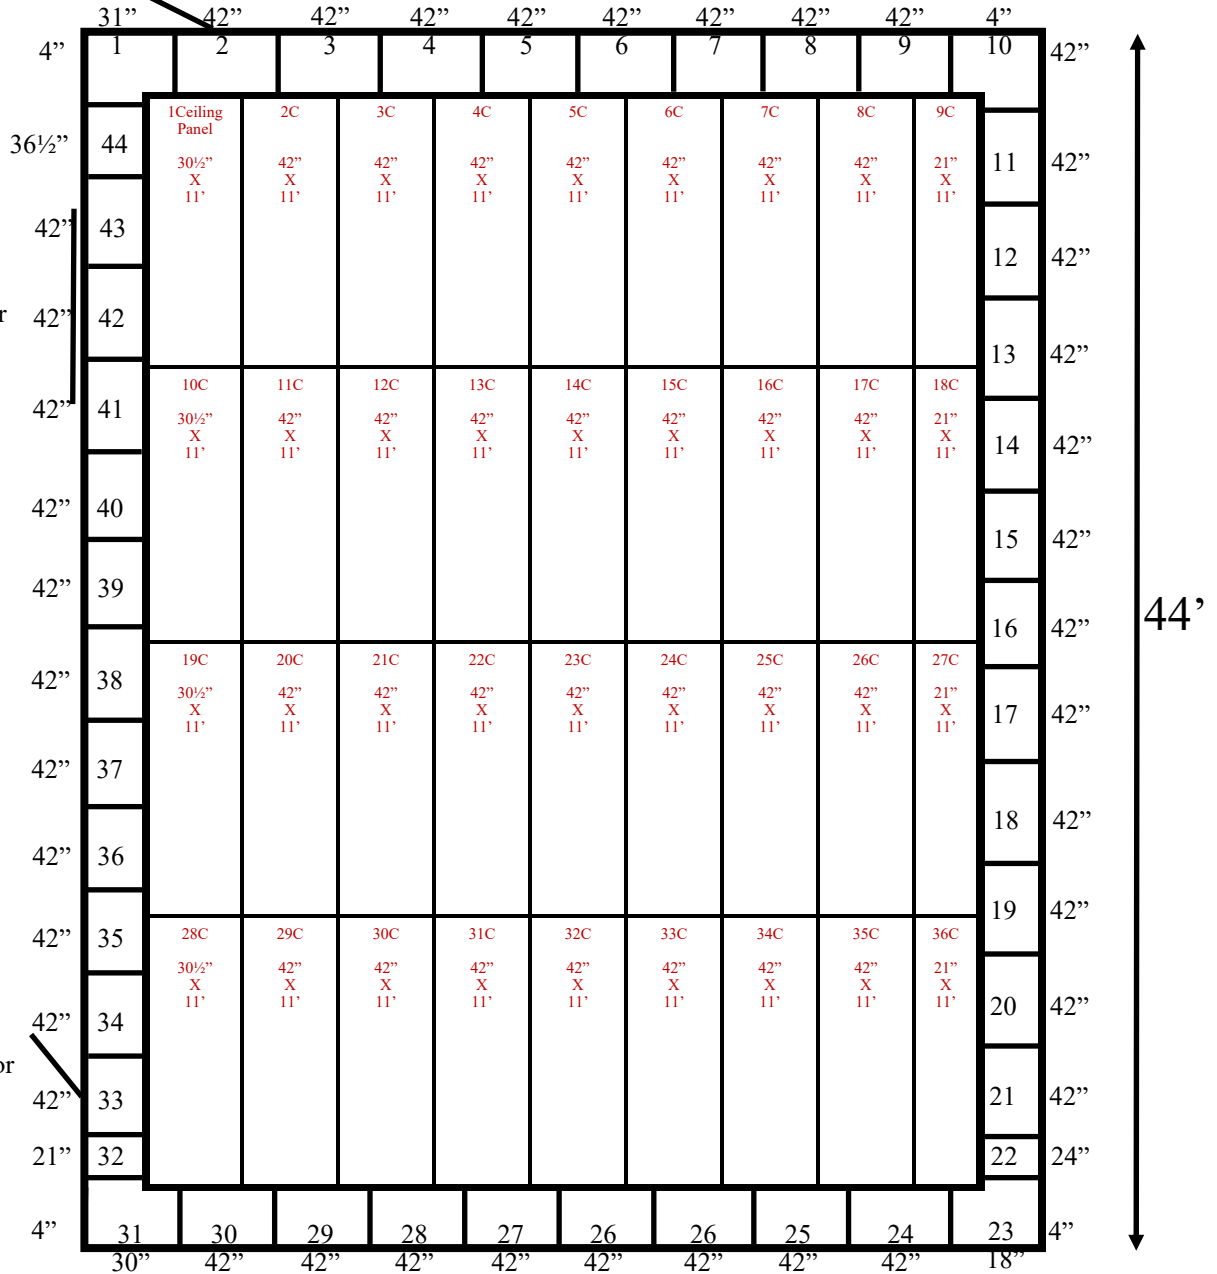 31” 42” 42” 42” 42” 42” 42” 42” 42” 4”
4” 1 2 3 4 5 6 7 8 9 10 42”
1Ceiling 2C 3C 4C 5C 6C 7C 8C 9C
Panel
36½” 44 11 42”
30½” 42” 42” 42” 42” 42” 42” 42” 21”
X X X X X X X X X
11’ 11’ 11’ 11’ 11’ 11’ 11’ 11’ 11’
42” 43
12 42”
r 42” 42
13 42”
10C 11C 12C 13C 14C 15C 16C 17C 18C
42” 41
30½” 42” 42” 42” 42” 42” 42” 42” 21”
X X X X X X X X X
14 42”
11’ 11’ 11’ 11’ 11’ 11’ 11’ 11’ 11’
42” 40
15 42”
42” 39
44’
16 42”
19C 20C 21C 22C 23C 24C 25C 26C 27C
42” 38
30½” 42” 42” 42” 42” 42” 42” 42” 21”
X X X X X X X X X
17 42”
11’ 11’ 11’ 11’ 11’ 11’ 11’ 11’ 11’
42” 37
18 42”
42” 36
19 42”
28C 29C 30C 31C 32C 33C 34C 35C 36C
42” 35
30½” 42” 42” 42” 42” 42” 42” 42” 21”
X X X X X X X X X
11’ 11’ 11’ 11’ 11’ 11’ 11’ 11’ 11’
20 42”
42” 34
or
42” 33 21 42”
21” 32 22 24”
4” 31 30 29 28 27 26 26 25 24 23 4”
30” 42” 42” 42” 42” 42” 42” 42” 42” 18”